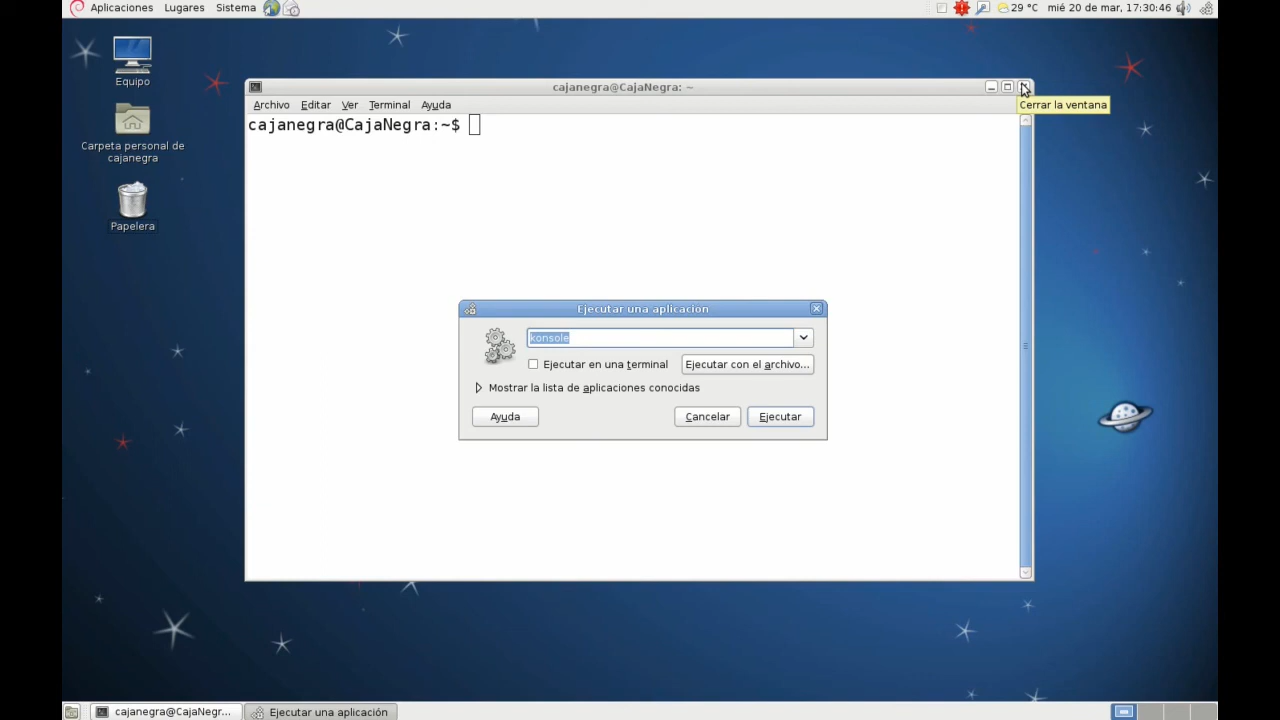 Aplicaciones Lugares Sistema 29 °C mié 20 de mar, 17:30:46
Equipo
Carpeta personal de
cajanegra
Papelera
cajanegra@CajaNegra: ~
Archivo Editar Ver Terminal Ayuda
Cerrar la ventana
cajanegra@CajaNegra:~$
Ejecutar una aplicación
konsole
Ejecutar en una terminal Ejecutar con el archivo...
Mostrar la lista de aplicaciones conocidas
Ayuda Cancelar Ejecutar
cajanegra@CajaNegr... Ejecutar una aplicación